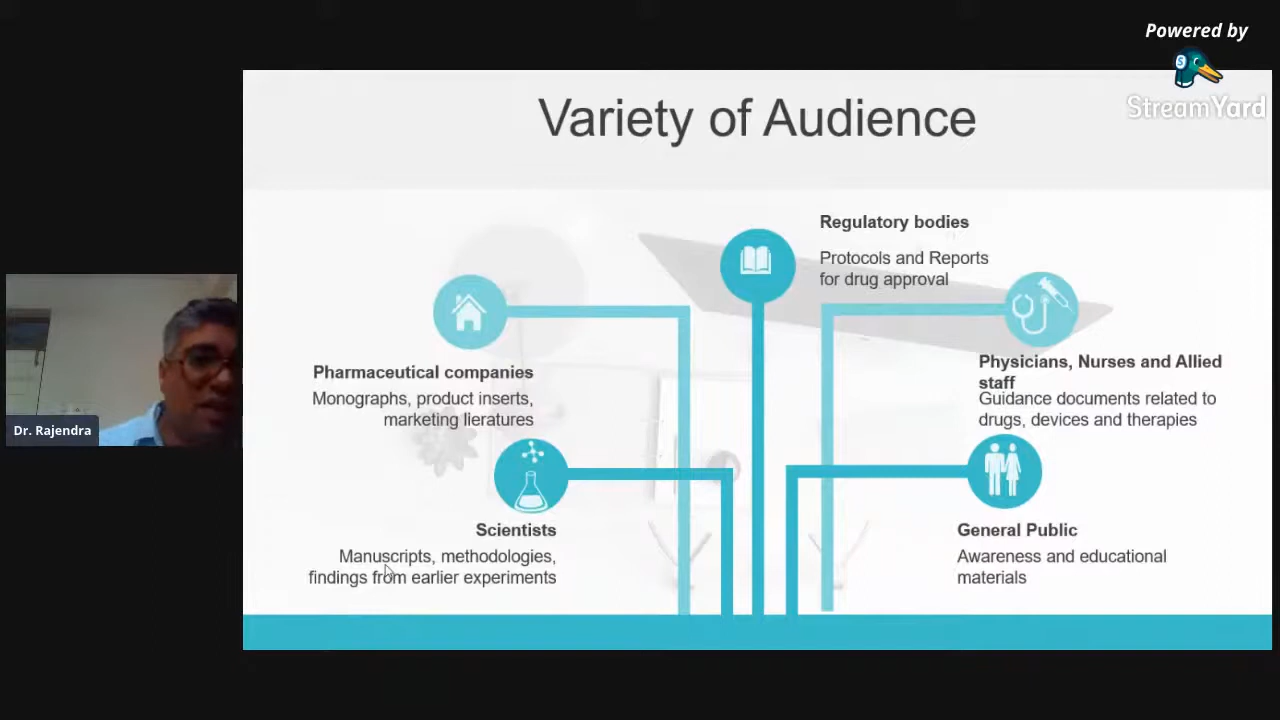 Powered by
StreamYard
Variety of Audience
Regulatory bodies
Protocols and Reports
for drug approval
Pharmaceutical companies
Monographs, product inserts,
marketing lieratures
Physicians, Nurses and Allied
staff
Guidance documents related to
drugs, devices and therapies
Dr. Rajendra
Scientists
Manuscripts, methodologies,
findings from earlier experiments
General Public
Awareness and educational
materials